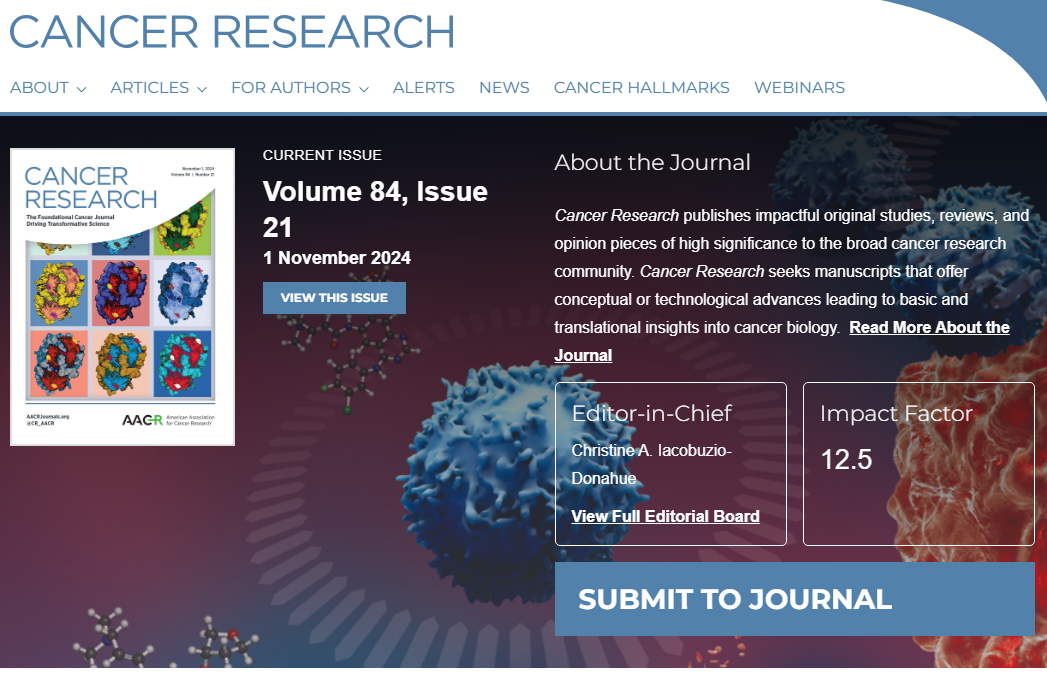 CANCER RESEARCH
ABOUT
ARTICLES
FOR AUTHORS
ALERTS
NEWS
CANCER HALLMARKS
WEBINARS
November 1, 2024
Volume 84 | Number 21
CANCER
RESEARCH
The Foundational Cancer Journal
Driving Transformative Science
AACRJournals.org
@CR_AACR
AACR
American Association
for Cancer Research
CURRENT ISSUE
Volume 84, Issue
21
1 November 2024
VIEW THIS ISSUE
About the Journal
Cancer Research publishes impactful original studies, reviews, and
opinion pieces of high significance to the broad cancer research
community. Cancer Research seeks manuscripts that offer
conceptual or technological advances leading to basic and
translational insights into cancer biology. Read More About the
Journal
Editor-in-Chief
Christine A. Iacobuzio-
Donahue
View Full Editorial Board
Impact Factor
12.5
SUBMIT TO JOURNAL